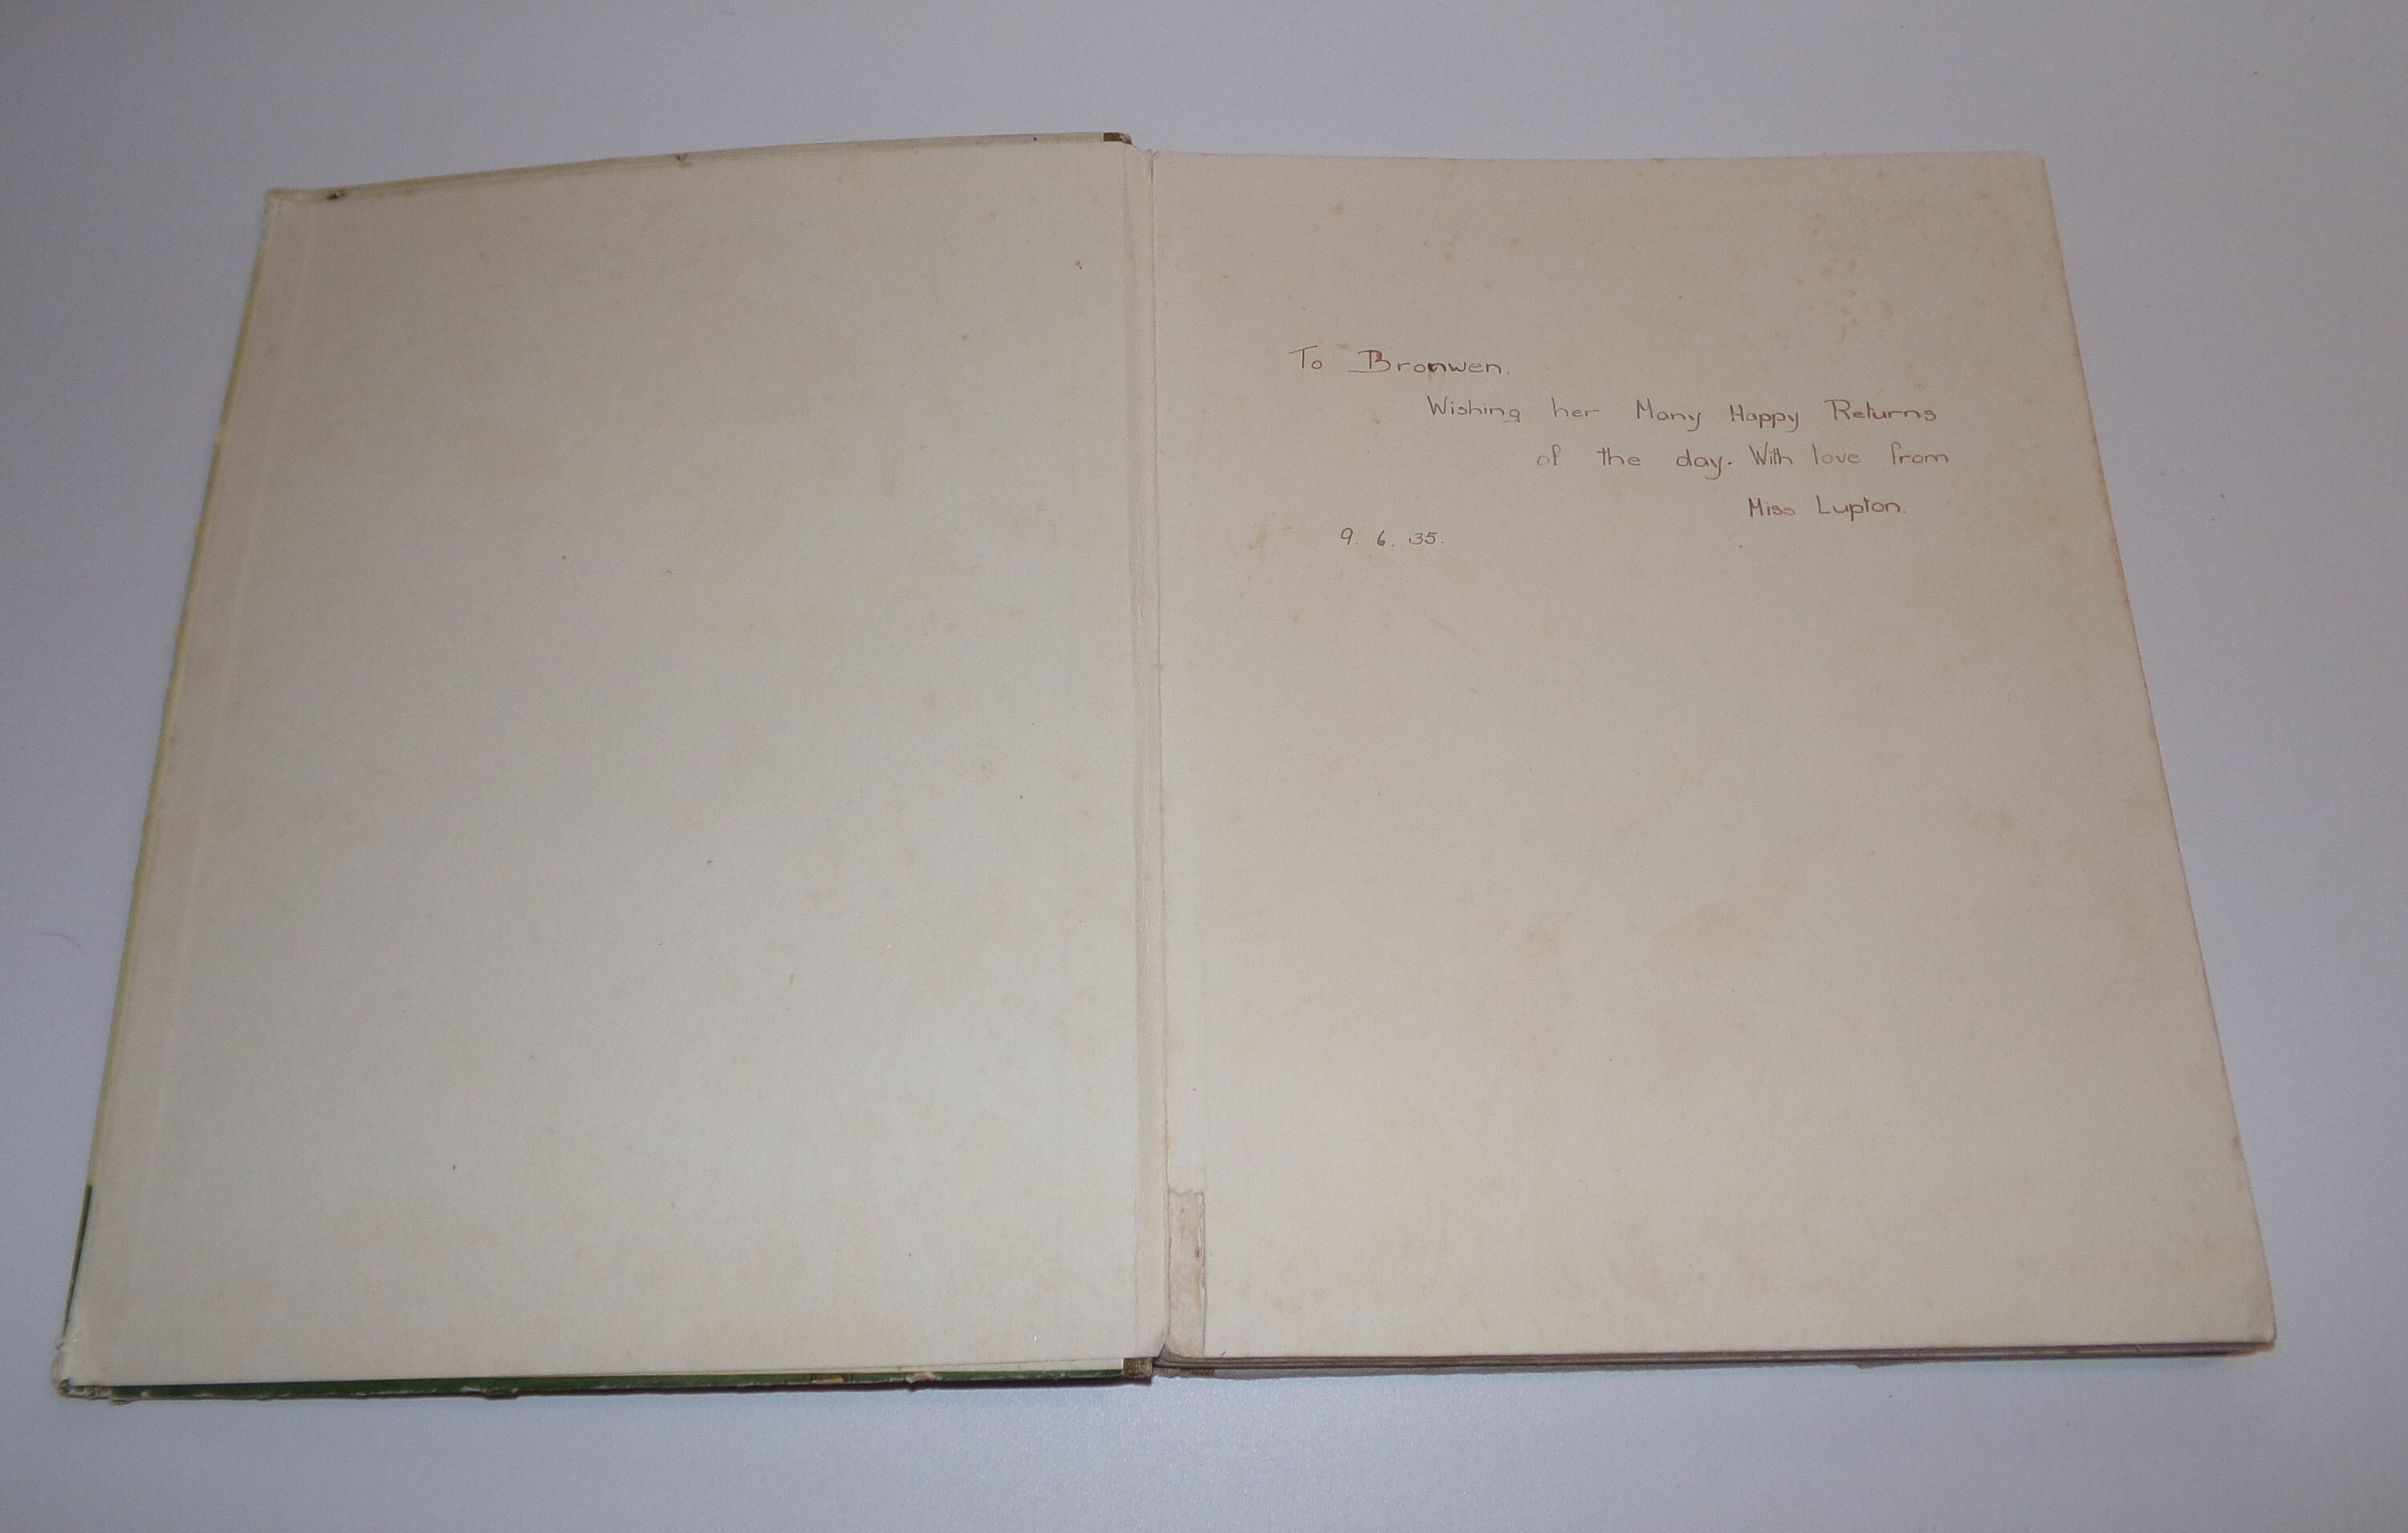 To Bronwen.
Wishing her Many Happy Returns
of the day. With love from
Miss Lupton.
9. 6. 35.